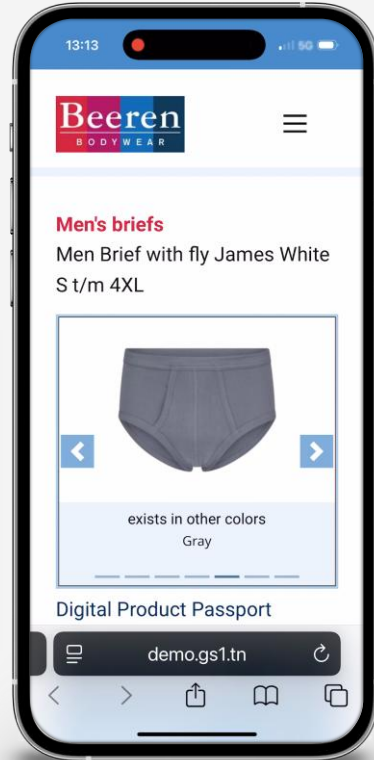 13:13
5G
Beeren
BODYWEAR
Men's briefs
Men Brief with fly James White
S t/m 4XL
exists in other colors
Gray
Digital Product Passport
demo.gs1.tn